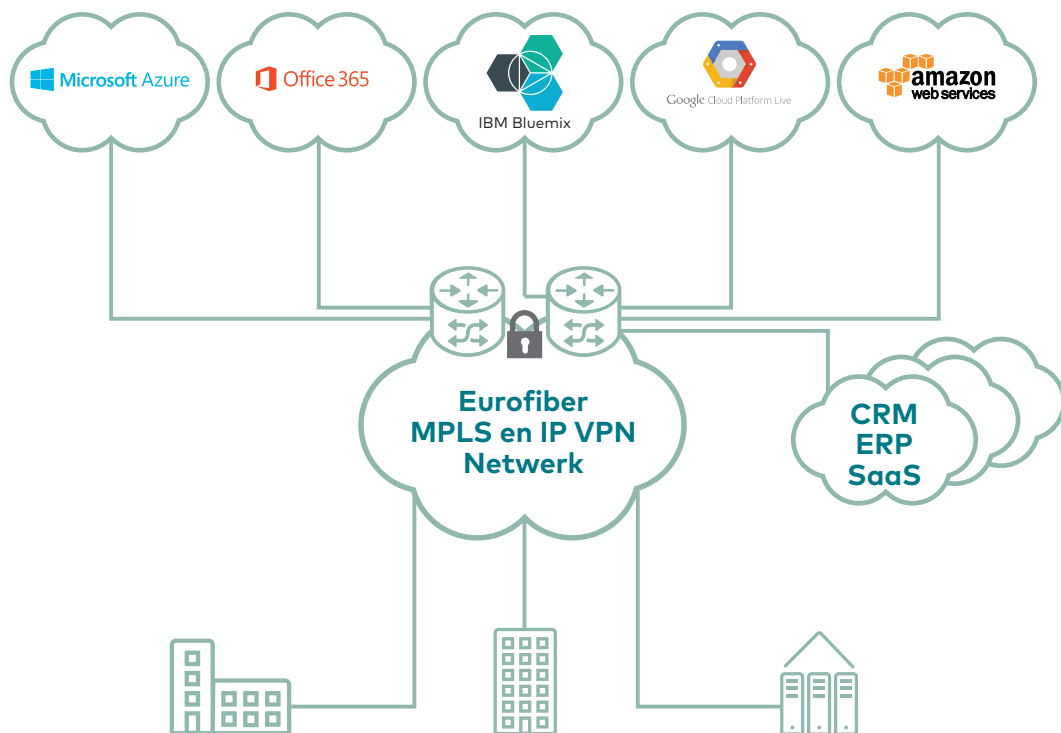 Microsoft Azure
Office 365
IBM Bluemix
Google Cloud Platform Live
amazon
web services
Eurofiber
MPLS en IP VPN
Netwerk
CRM
ERP
SaaS